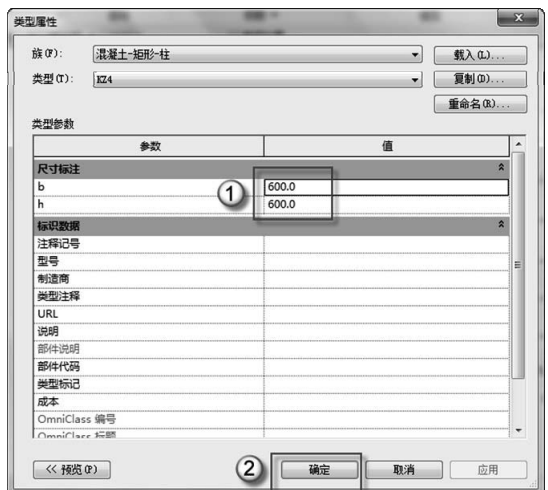 类型属性
族(F): 混凝土-矩形-柱 载入(L)...
类型(T): KZ4 复制(D)...
重命名(R)...
类型参数
参数 值
尺寸标注
b 600.0
h 600.0
1
标识数据
注释记号
型号
制造商
类型注释
URL
说明
部件说明
部件代码
类型标记
成本
OmniClass 编号
OmniClass 标题
<< 预览(P) 2 确定 取消 应用